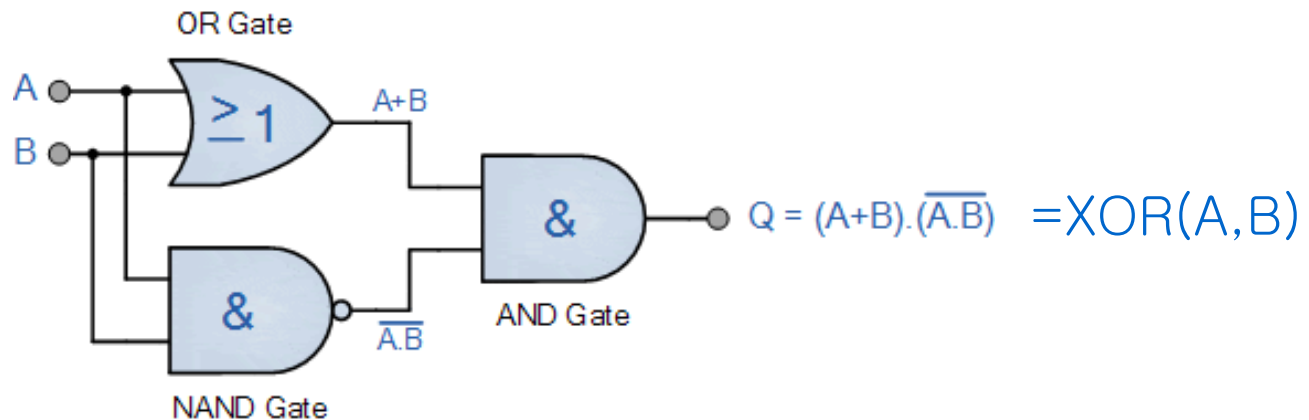 OR Gate
A
≥1
A+B
B
&
Q = (A+B).(A̅.̅B̅) =XOR(A,B)
&
A̅.̅B̅
AND Gate
NAND Gate